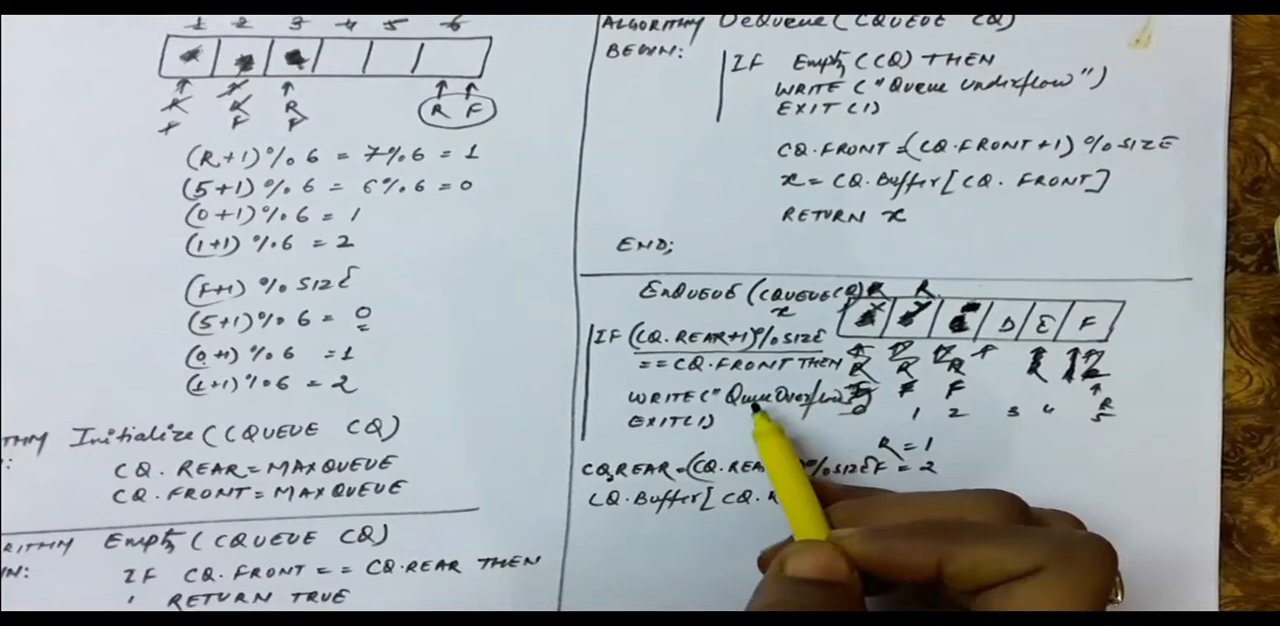 1 2 3 4 5 6
R R R R F
F F F
(R+1)%6 = 7%6 = 1
(5+1)%6 = 6%6 = 0
(0+1)%6 = 1
(1+1)%6 = 2
(F+1)%SIZE
(5+1)%6 = 0
(0+1)%6 = 1
(1+1)%6 = 2
THM Initialize(CQUEUE CQ)
:
CQ.REAR=MAXQUEUE
CQ.FRONT=MAXQUEUE
RITHM Empty(CQUEUE CQ)
IN:
IF CQ.FRONT == CQ.REAR THEN
RETURN TRUE
ALGORITHM DeQueue(CQUEUE CQ)
BEGIN:
IF Empty(CQ) THEN
WRITE("Queue Underflow")
EXIT(1)
CQ.FRONT=(CQ.FRONT+1)%SIZE
x=CQ.Buffer[CQ.FRONT]
RETURN x
END;
EnQUEUE(CQUEUE CQ)
x
R R
IF (CQ.REAR+1)%SIZE
== CQ.FRONT THEN
D E F
WRITE("Queue Overflow
EXIT(1)
R R R R
F F R
0 1 2 3 4 5
R=1
F=2
CQ.REAR=(CQ.REA %SIZE
CQ.Buffer[CQ.R